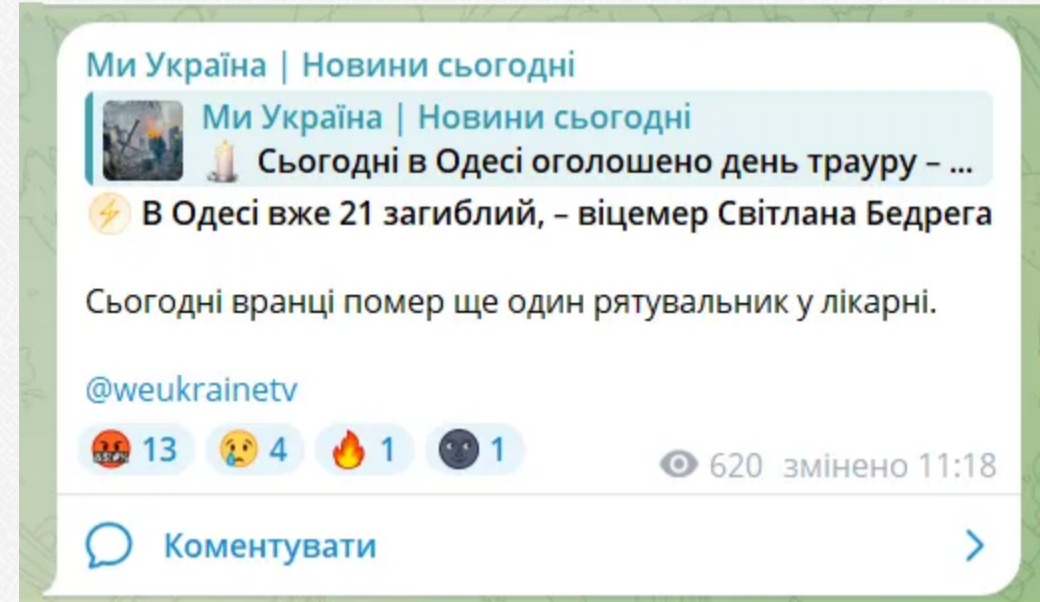 Ми Україна | Новини сьогодні
Ми Україна | Новини сьогодні
🕯️ Сьогодні в Одесі оголошено день трауру – ...
⚡ В Одесі вже 21 загиблий, – віцемер Світлана Бедрега
Сьогодні вранці помер ще один рятувальник у лікарні.
@weukrainetv
🤬 13 😢 4 🔥 1 🌚 1
620 змінено 11:18
Коментувати